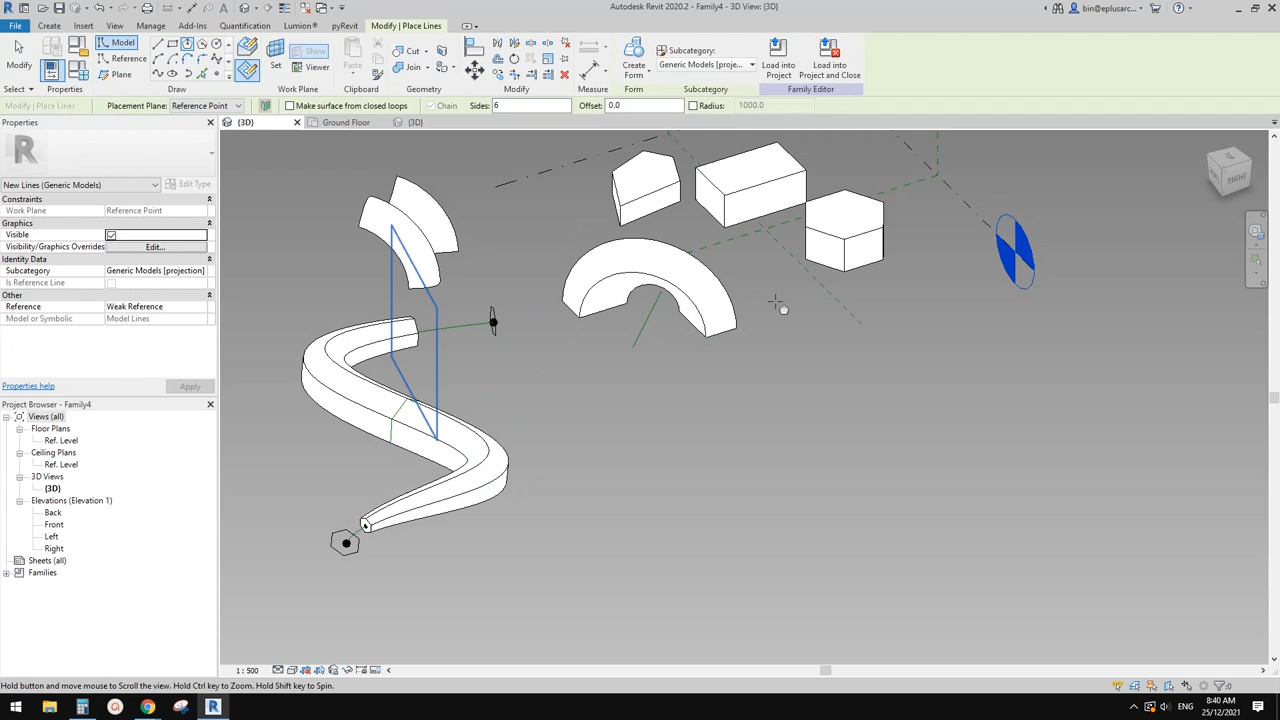 Autodesk Revit 2020.2 - Family4 - 3D View: {3D}
bin@eplusarc...
File Create Insert View Manage Add-Ins Quantification Lumion® pyRevit Modify | Place Lines
Model
Reference
Plane
Modify
Set
Show
Viewer
Paste
Cut
Join
Create
Form
Subcategory:
Generic Models [proje...
Load into
Project
Load into
Project and Close
Select Properties Draw Work Plane Clipboard Geometry Modify Measure Create Form Subcategory Family Editor
Modify | Place Lines Placement Plane: Reference Point Make surface from closed loops Chain Sides: 6 Offset: 0.0 Radius: 1000.0
Properties
{3D} Ground Floor {3D}
New Lines (Generic Models) Edit Type
Constraints
Work Plane Reference Point
Graphics
Visible
Visibility/Graphics Overrides Edit...
Identity Data
Subcategory Generic Models [projection]
Is Reference Line
Other
Reference Weak Reference
Model or Symbolic Model Lines
Properties help Apply
Project Browser - Family4
Views (all)
Floor Plans
Ref. Level
Ceiling Plans
Ref. Level
3D Views
{3D}
Elevations (Elevation 1)
Back
Front
Left
Right
Sheets (all)
Families
RIGHT
1 : 500
Hold button and move mouse to Scroll the view. Hold Ctrl key to Zoom. Hold Shift key to Spin.
:0
ENG
8:40 AM
25/12/2021